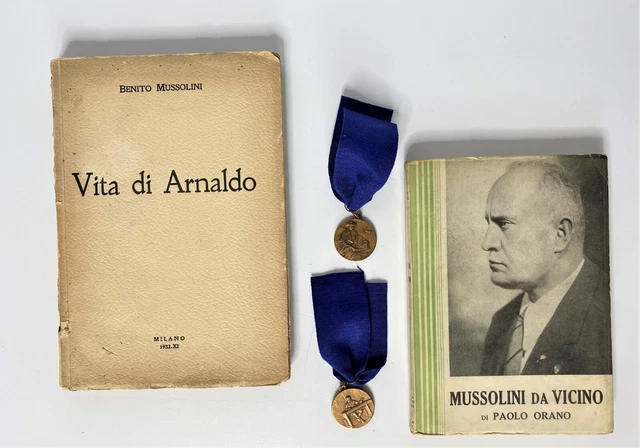 BENITO MUSSOLINI
Vita di Arnaldo
MILANO
1932-XI
MUSSOLINI DA VICINO
DI PAOLO ORANO